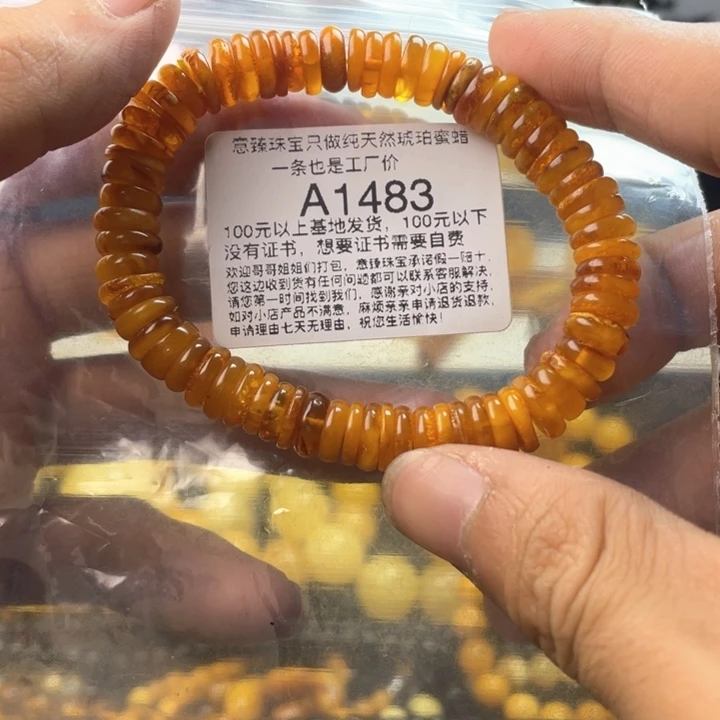 意臻珠宝只做纯天然琥珀蜜蜡
一条也是工厂价
A1483
100元以上基地发货，100元以下
没有证书，想要证书需要自费
欢迎哥哥姐姐们打包，意臻珠宝承诺假一赔十，
您这边收到货有任何问题都可以联系客服解决，
请您第一时间找到我们，感谢亲对小店的支持，
如对小店产品不满意，麻烦亲亲申请退货退款，
申请理由七天无理由，祝您生活愉快！